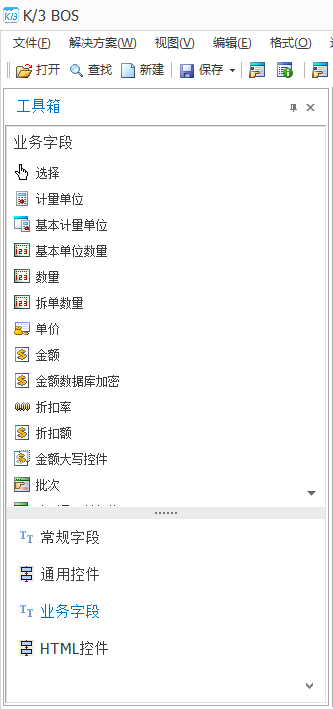 K/3 BOS
文件(F) 解决方案(W) 视图(V) 编辑(E) 格式(O)
打开 查找 新建 保存
工具箱
业务字段
选择
计量单位
基本计量单位
基本单位数量
数量
拆单数量
单价
金额
金额数据库加密
折扣率
折扣额
金额大写控件
批次
常规字段
通用控件
业务字段
HTML控件